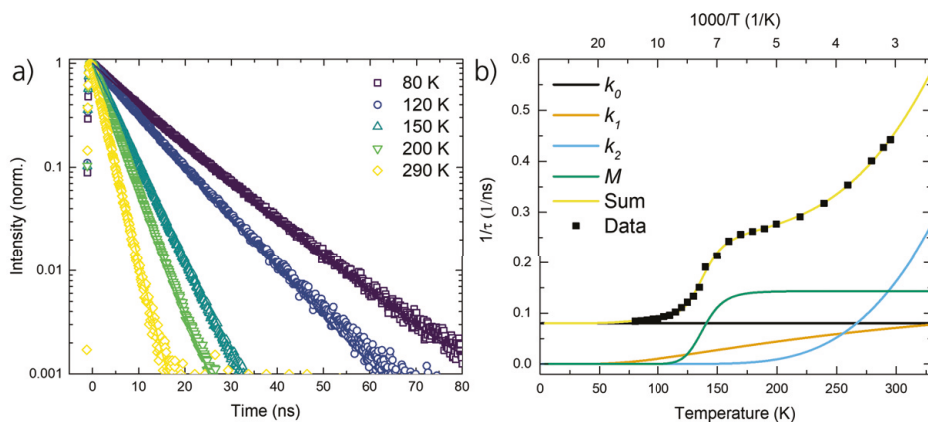 a)
1
0.1
0.01
0.001
Intensity (norm.)
0 10 20 30 40 50 60 70 80
Time (ns)
80 K
120 K
150 K
200 K
290 K
b)
1000/T (1/K)
20 10 7 5 4 3
0.6
0.5
0.4
0.3
0.2
0.1
0.0
1/τ (1/ns)
k₀
k₁
k₂
M
Sum
Data
0 50 100 150 200 250 300
Temperature (K)